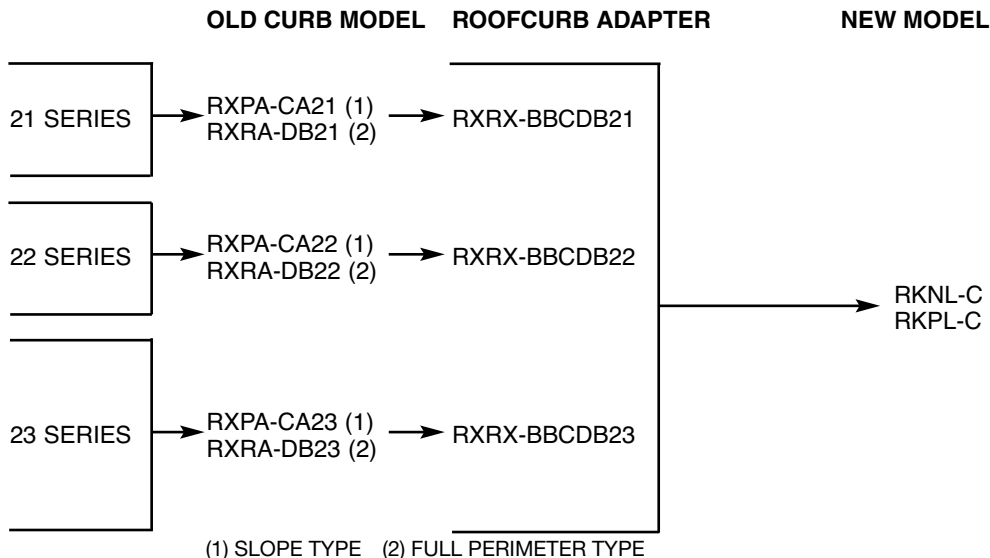 OLD CURB MODEL ROOFCURB ADAPTER NEW MODEL
21 SERIES
RXPA-CA21 (1)
RXRA-DB21 (2)
RXRX-BBCDB21
22 SERIES
RXPA-CA22 (1)
RXRA-DB22 (2)
RXRX-BBCDB22
RKNL-C
RKPL-C
23 SERIES
RXPA-CA23 (1)
RXRA-DB23 (2)
RXRX-BBCDB23
(1) SLOPE TYPE (2) FULL PERIMETER TYPE